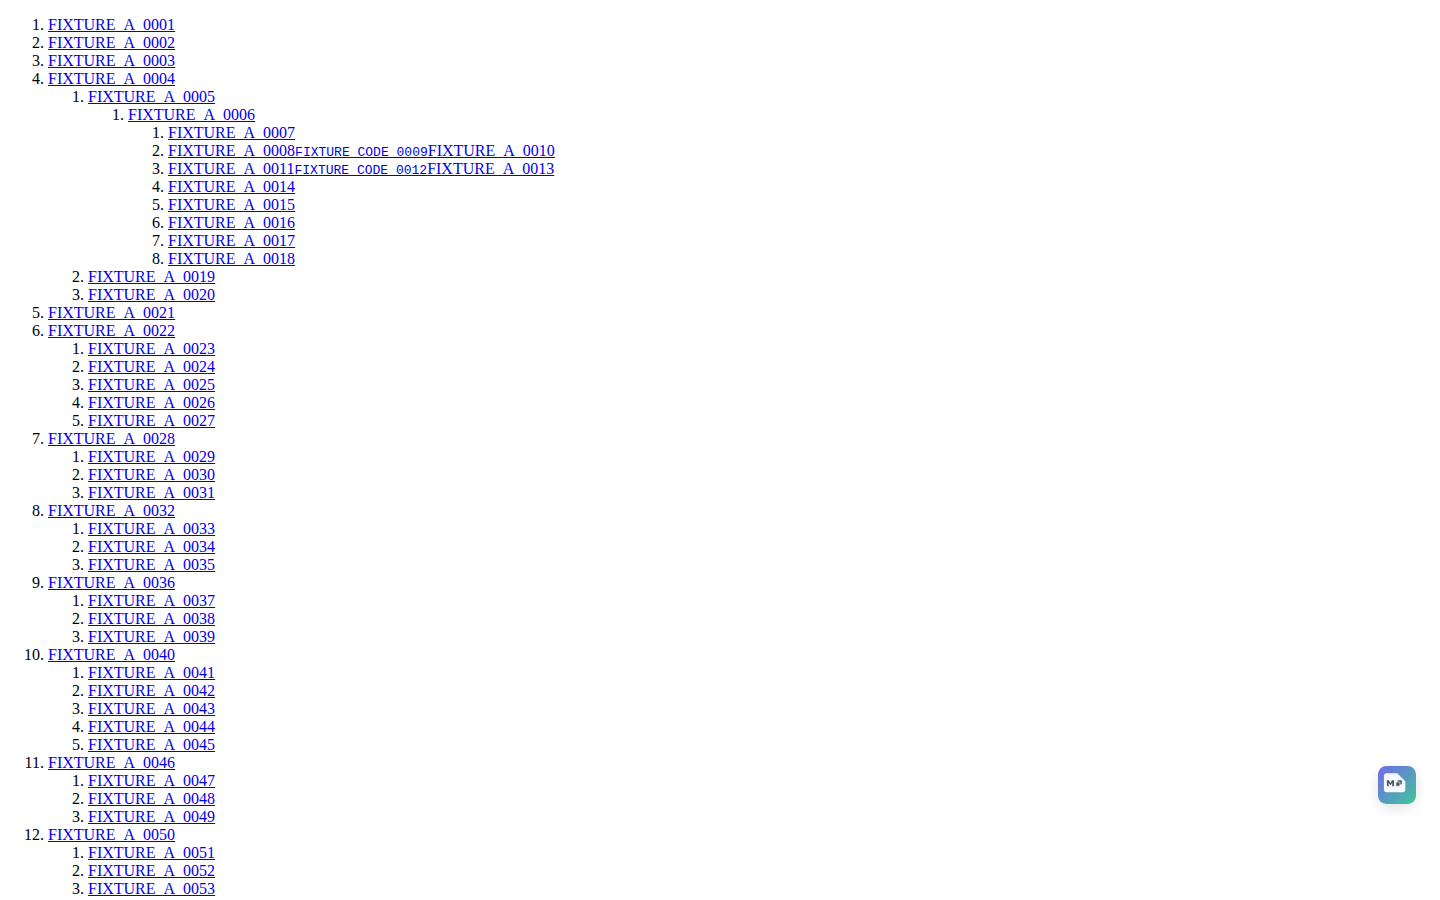 1. FIXTURE_A_0001
2. FIXTURE_A_0002
3. FIXTURE_A_0003
4. FIXTURE_A_0004
1. FIXTURE_A_0005
1. FIXTURE_A_0006
1. FIXTURE_A_0007
2. FIXTURE_A_0008FIXTURE_CODE_0009FIXTURE_A_0010
3. FIXTURE_A_0011FIXTURE_CODE_0012FIXTURE_A_0013
4. FIXTURE_A_0014
5. FIXTURE_A_0015
6. FIXTURE_A_0016
7. FIXTURE_A_0017
8. FIXTURE_A_0018
2. FIXTURE_A_0019
3. FIXTURE_A_0020
5. FIXTURE_A_0021
6. FIXTURE_A_0022
1. FIXTURE_A_0023
2. FIXTURE_A_0024
3. FIXTURE_A_0025
4. FIXTURE_A_0026
5. FIXTURE_A_0027
7. FIXTURE_A_0028
1. FIXTURE_A_0029
2. FIXTURE_A_0030
3. FIXTURE_A_0031
8. FIXTURE_A_0032
1. FIXTURE_A_0033
2. FIXTURE_A_0034
3. FIXTURE_A_0035
9. FIXTURE_A_0036
1. FIXTURE_A_0037
2. FIXTURE_A_0038
3. FIXTURE_A_0039
10. FIXTURE_A_0040
1. FIXTURE_A_0041
2. FIXTURE_A_0042
3. FIXTURE_A_0043
4. FIXTURE_A_0044
5. FIXTURE_A_0045
11. FIXTURE_A_0046
1. FIXTURE_A_0047
2. FIXTURE_A_0048
3. FIXTURE_A_0049
12. FIXTURE_A_0050
1. FIXTURE_A_0051
2. FIXTURE_A_0052
3. FIXTURE_A_0053